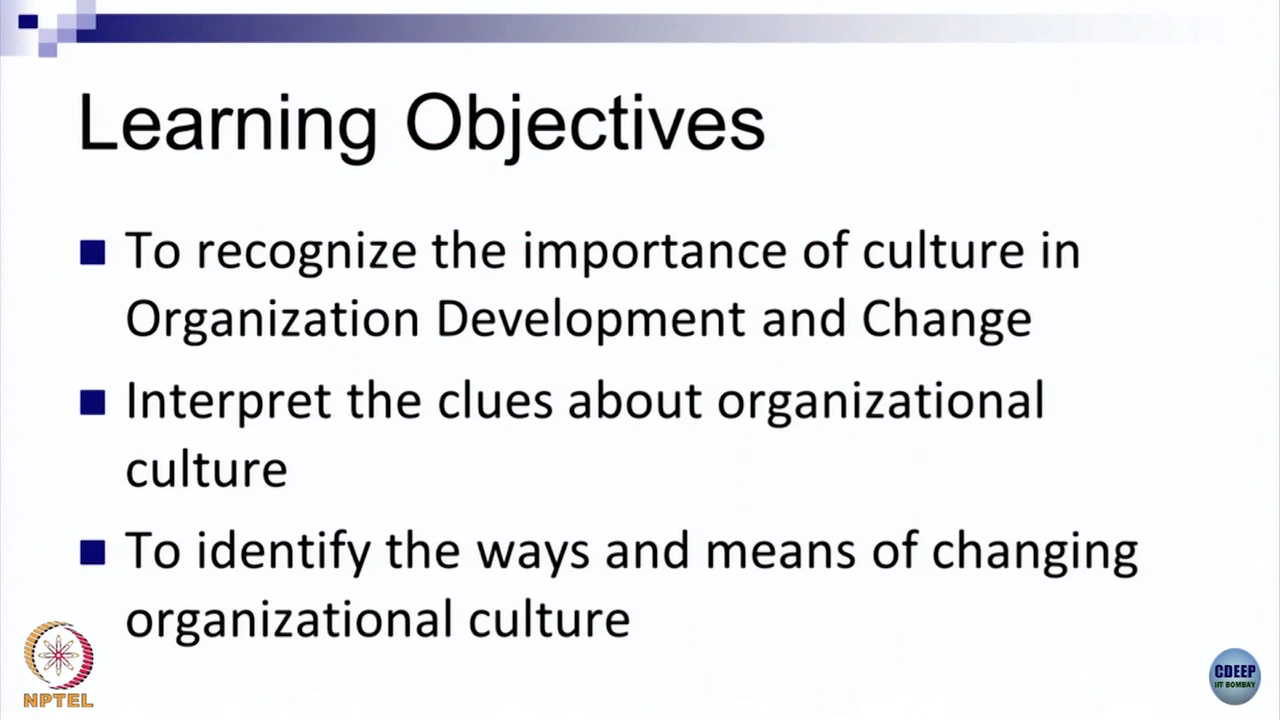 Learning Objectives
To recognize the importance of culture in
Organization Development and Change
Interpret the clues about organizational
culture
To identify the ways and means of changing
organizational culture
NPTEL
CDEEP
IIT BOMBAY